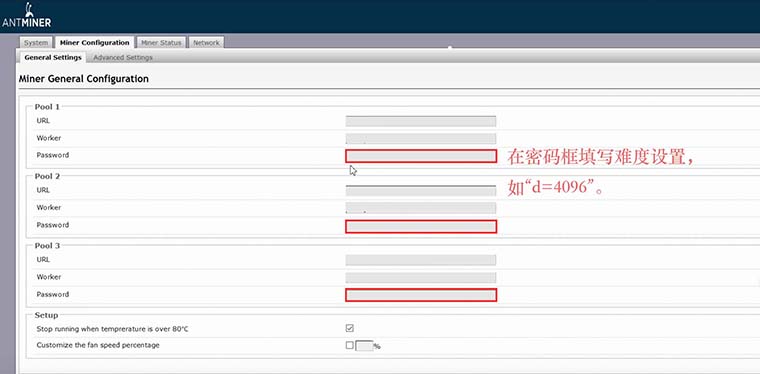 ANTMINER
System Miner Configuration Miner Status Network
General Settings Advanced Settings
Miner General Configuration
Pool 1
URL
Worker
Password
在密码框填写难度设置，
如“d=4096”。
Pool 2
URL
Worker
Password
Pool 3
URL
Worker
Password
Setup
Stop running when temprerature is over 80°C
Customize the fan speed percentage %